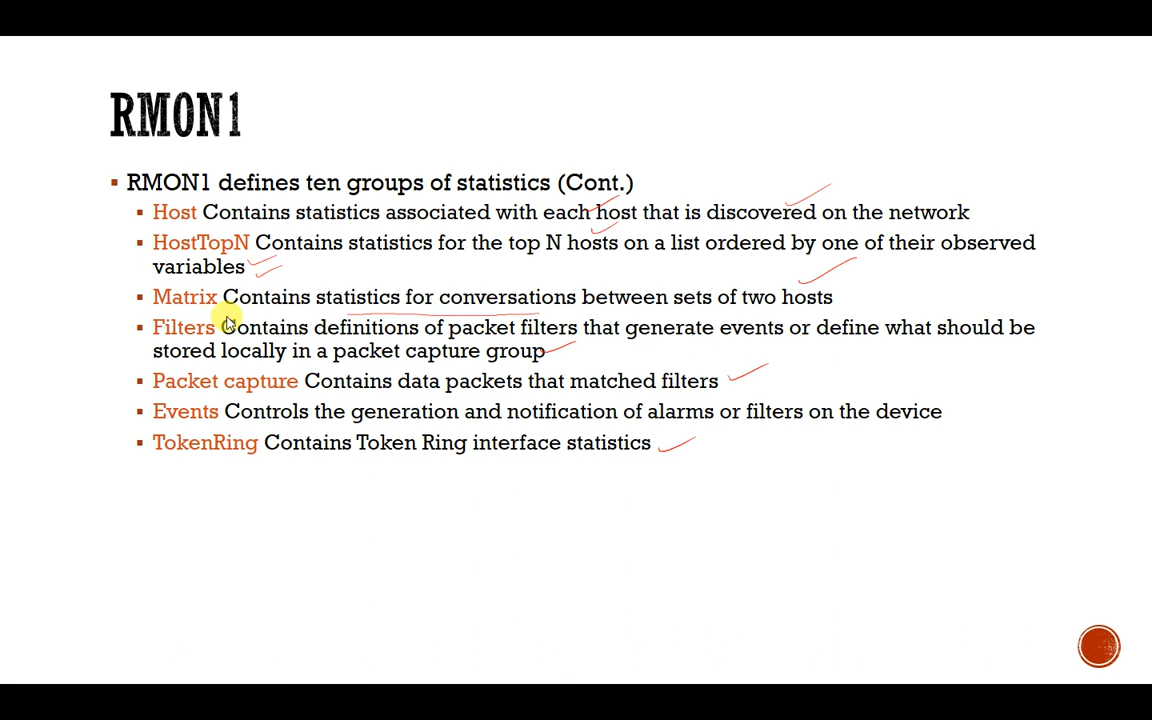 RMON1
RMON1 defines ten groups of statistics (Cont.)
Host Contains statistics associated with each host that is discovered on the network
HostTopN Contains statistics for the top N hosts on a list ordered by one of their observed
variables
Matrix Contains statistics for conversations between sets of two hosts
Filters Contains definitions of packet filters that generate events or define what should be
stored locally in a packet capture group
Packet capture Contains data packets that matched filters
Events Controls the generation and notification of alarms or filters on the device
TokenRing Contains Token Ring interface statistics